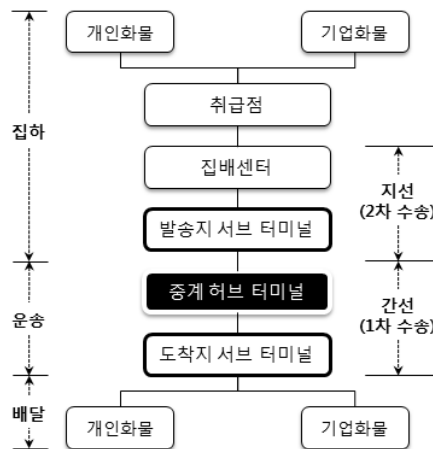 개인화물
기업화물
취급점
집하
집배센터
지선
(2차 수송)
발송지 서브 터미널
중계 허브 터미널
운송
간선
(1차 수송)
도착지 서브 터미널
배달
개인화물
기업화물